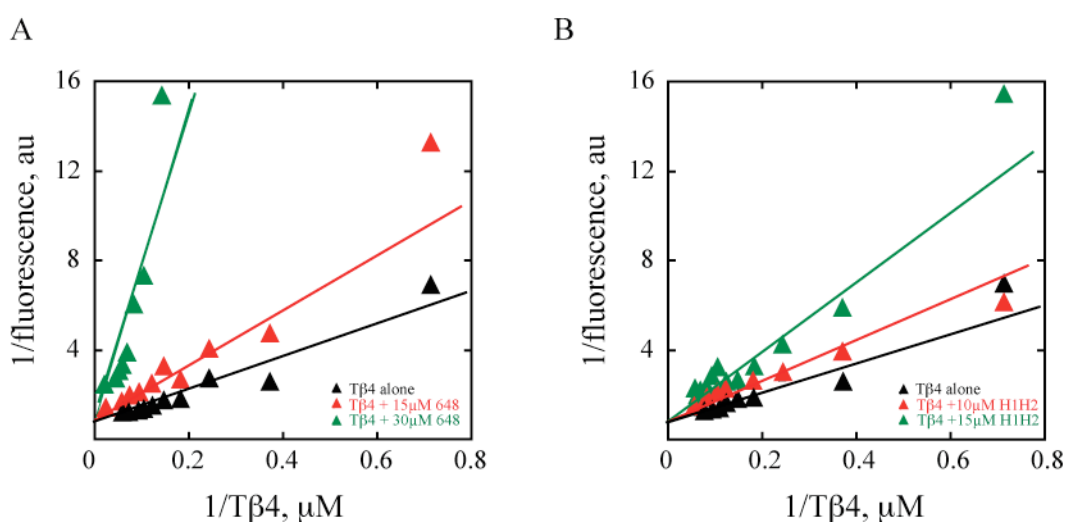 A
B
1/fluorescence, au
16
12
8
4
0
0.2
0.4
0.6
0.8
Tβ4 alone
Tβ4 + 15μM 648
Tβ4 + 30μM 648
1/Tβ4, μM
1/fluorescence, au
16
12
8
4
0
0.2
0.4
0.6
0.8
Tβ4 alone
Tβ4 +10μM H1H2
Tβ4 +15μM H1H2
1/Tβ4, μM